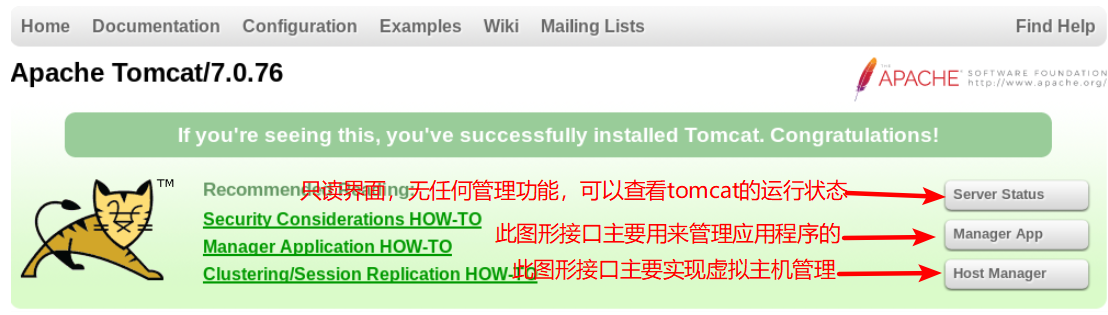 Home Documentation Configuration Examples Wiki Mailing Lists Find Help
Apache Tomcat/7.0.76
THE
APACHE SOFTWARE FOUNDATION
http://www.apache.org/
If you're seeing this, you've successfully installed Tomcat. Congratulations!
TM
Recommended Reading:
只读界面，无任何管理功能，可以查看tomcat的运行状态
Server Status
Security Considerations HOW-TO
此图形接口主要用来管理应用程序的
Manager App
Manager Application HOW-TO
此图形接口主要实现虚拟主机管理
Host Manager
Clustering/Session Replication HOW-TO